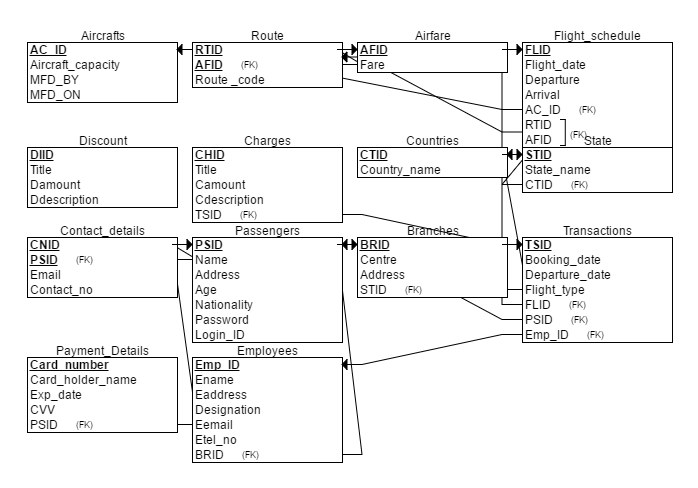 Aircrafts
AC_ID
Aircraft_capacity
MFD_BY
MFD_ON
Route
RTID
AFID (FK)
Route _code
Airfare
AFID
Fare
Flight_schedule
FLID
Flight_date
Departure
Arrival
AC_ID (FK)
RTID
AFID (FK)
Discount
DIID
Title
Damount
Ddescription
Charges
CHID
Title
Camount
Cdescription
TSID (FK)
Countries
CTID
Country_name
State
STID
State_name
CTID (FK)
Contact_details
CNID
PSID (FK)
Email
Contact_no
Passengers
PSID
Name
Address
Age
Nationality
Password
Login_ID
Branches
BRID
Centre
Address
STID (FK)
Transactions
TSID
Booking_date
Departure_date
Flight_type
FLID (FK)
PSID (FK)
Emp_ID (FK)
Payment_Details
Card_number
Card_holder_name
Exp_date
CVV
PSID (FK)
Employees
Emp_ID
Ename
Eaddress
Designation
Eemail
Etel_no
BRID (FK)